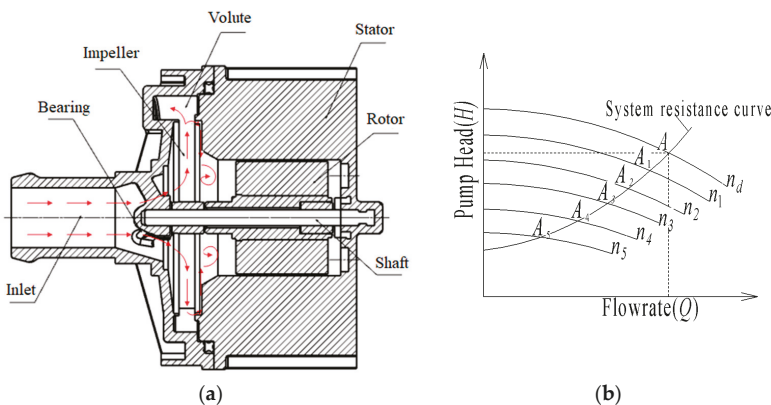 Volute
Impeller
Stator
Bearing
Rotor
Shaft
Inlet
(a)
Pump Head(H)
System resistance curve
A
A1
A2
A3
A4
A5
nd
n1
n2
n3
n4
n5
Flowrate(Q)
(b)